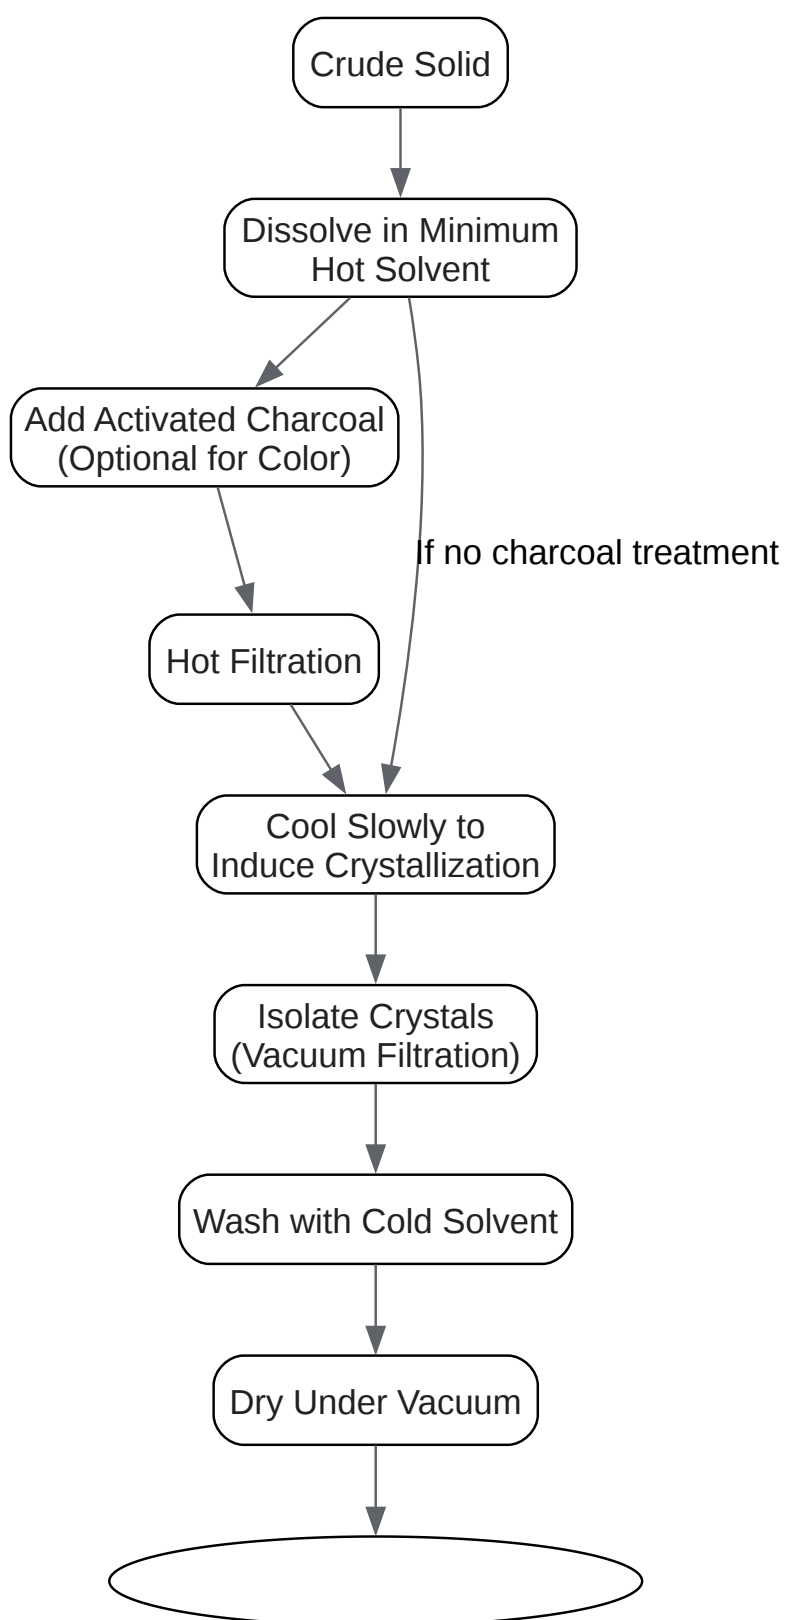 Crude Solid
Dissolve in Minimum
Hot Solvent
Add Activated Charcoal
(Optional for Color)
If no charcoal treatment
Hot Filtration
Cool Slowly to
Induce Crystallization
Isolate Crystals
(Vacuum Filtration)
Wash with Cold Solvent
Dry Under Vacuum